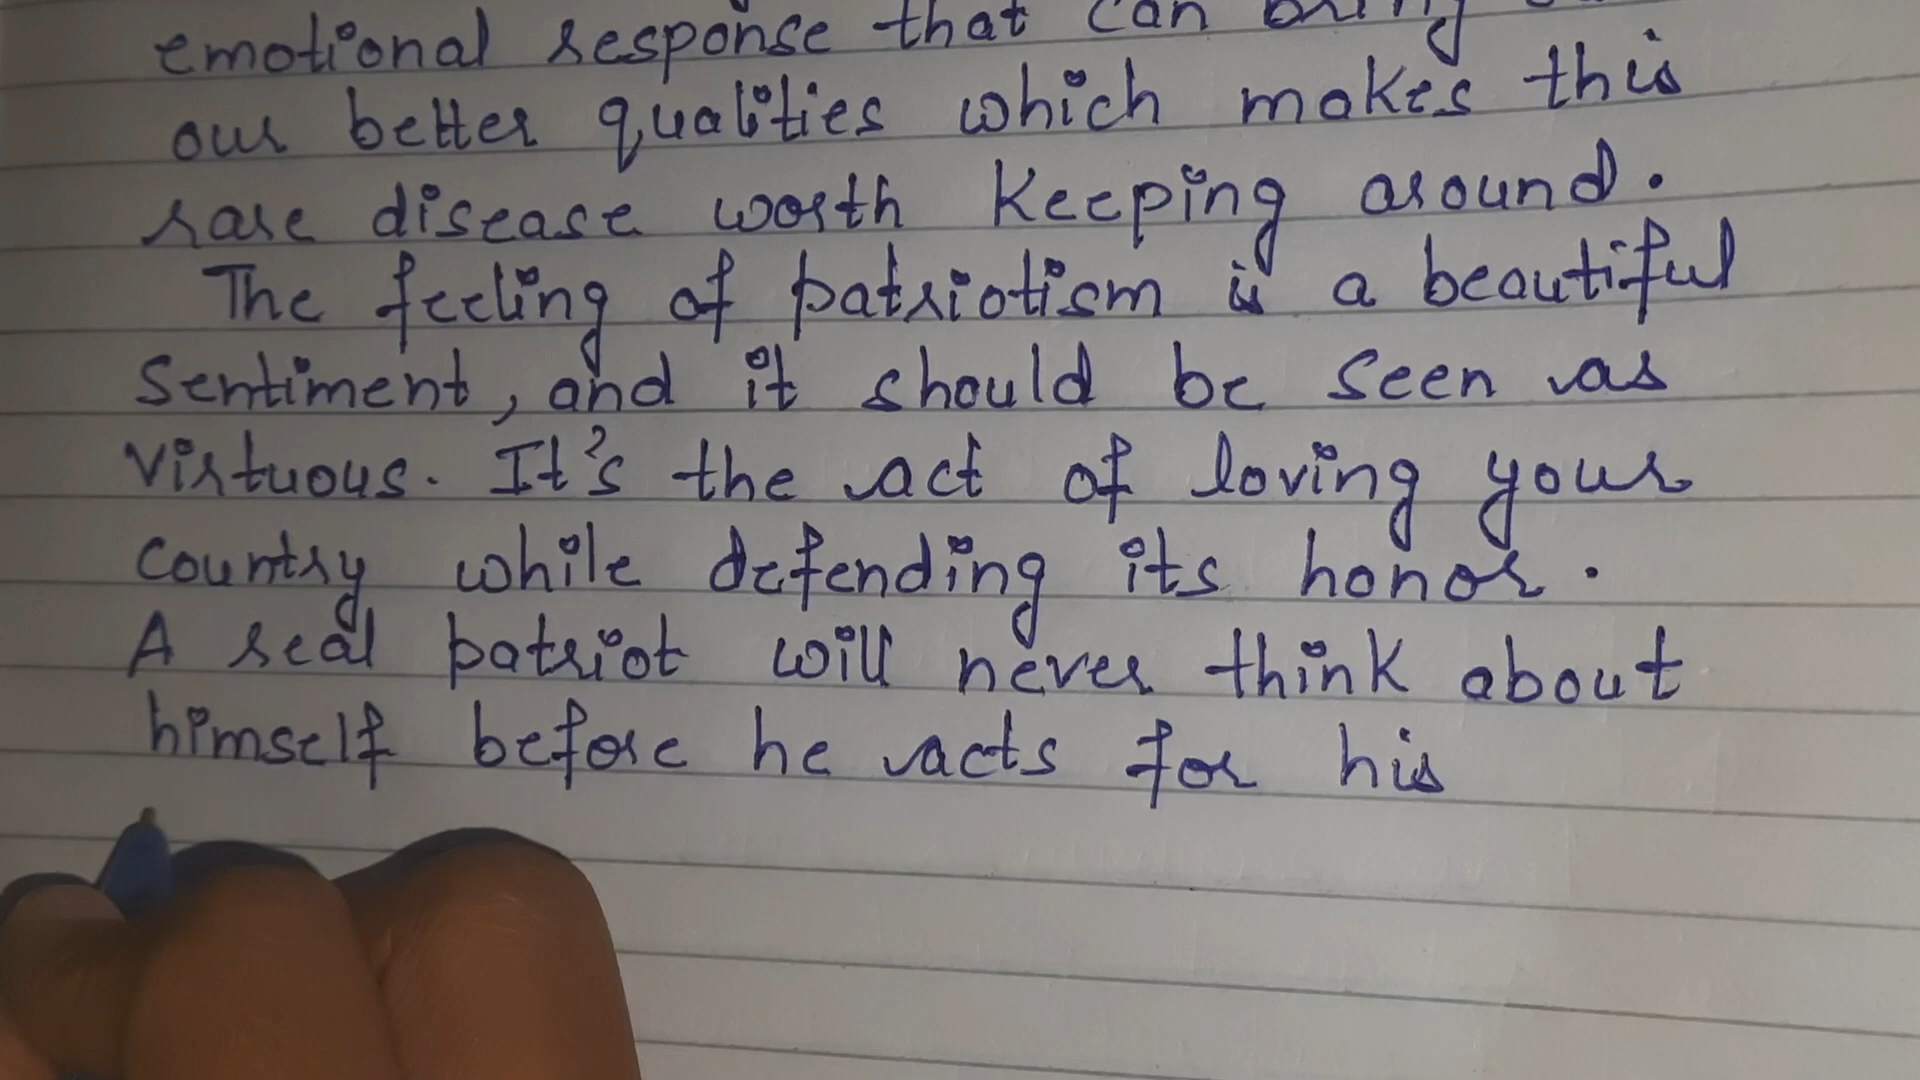 emotional response that can bring
our better qualities which makes this
rare disease worth keeping around.
The feeling of patriotism is a beautiful
Sentiment, and it should be seen as
virtuous. It's the act of loving your
country while defending its honor.
A real patriot will never think about
himself before he acts for his